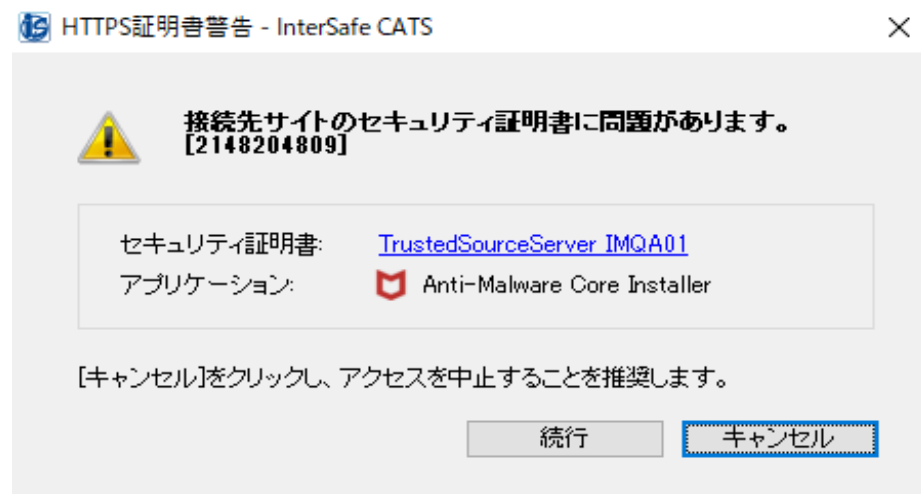 HTTPS証明書警告 - InterSafe CATS
接続先サイトのセキュリティ証明書に問題があります。
[2148204809]
セキュリティ証明書: TrustedSourceServer_IMQA01
アプリケーション: Anti-Malware Core Installer
[キャンセル]をクリックし、アクセスを中止することを推奨します。
続行 キャンセル